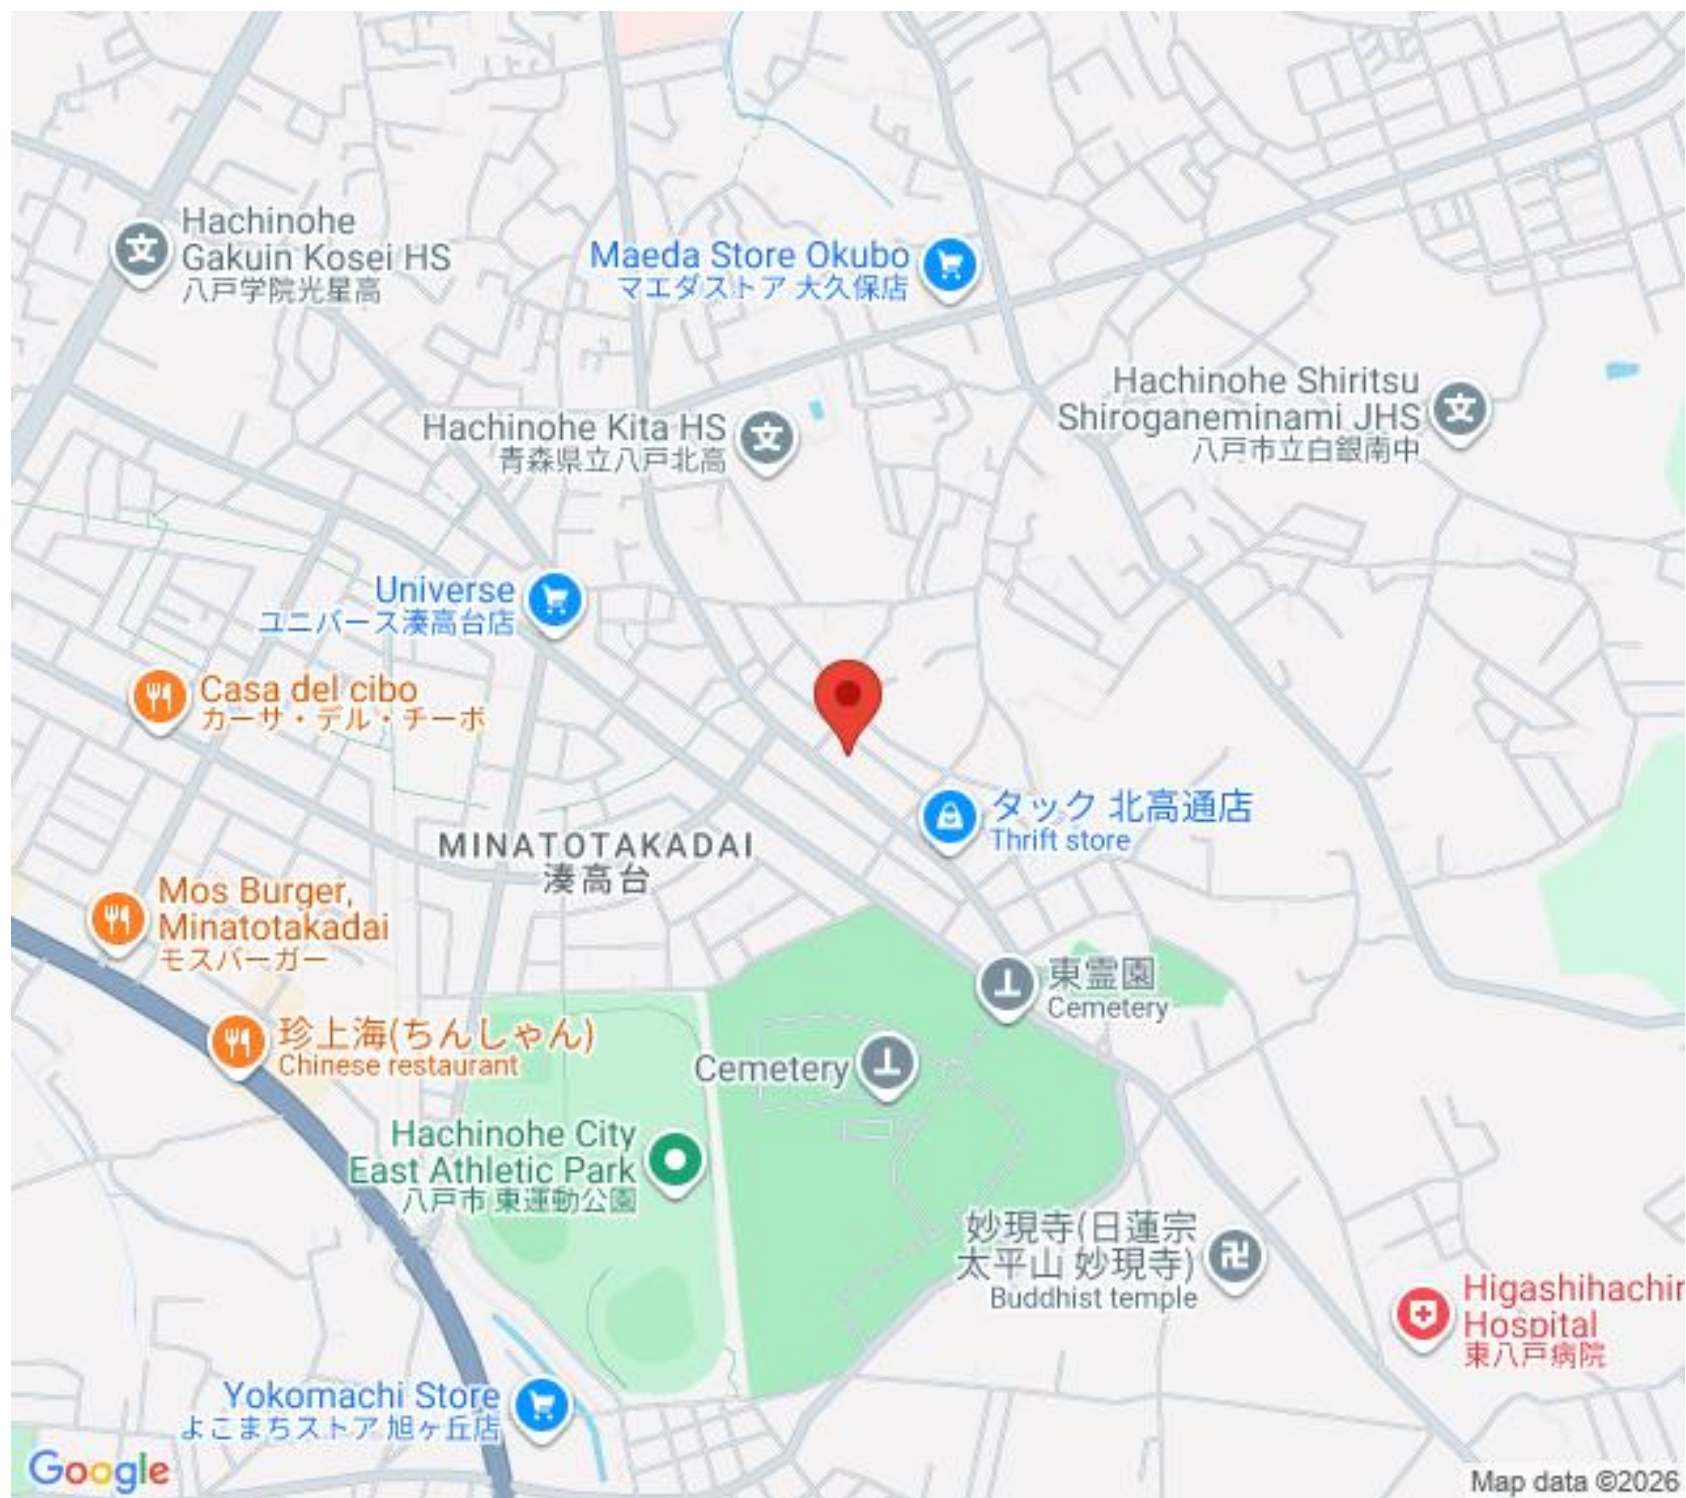 Hachinohe
Gakuin Kosei HS
八戸学院光星高
Maeda Store Okubo
マエダストア 大久保店
Hachinohe Shiritsu
Shiroganeminami JHS
八戸市立白銀南中
Hachinohe Kita HS
青森県立八戸北高
Universe
ユニバース湊高台店
Casa del cibo
カーサ・デル・チーボ
タック 北高通店
Thrift store
MINATOTAKADAI
湊高台
Mos Burger,
Minatotakadai
モスバーガー
東霊園
Cemetery
珍上海(ちんしゃん)
Chinese restaurant
Cemetery
Hachinohe City
East Athletic Park
八戸市 東運動公園
妙現寺(日蓮宗
太平山 妙現寺)
Buddhist temple
Higashihachin
Hospital
東八戸病院
Yokomachi Store
よこまちストア 旭ヶ丘店
Google
Map data ©2026